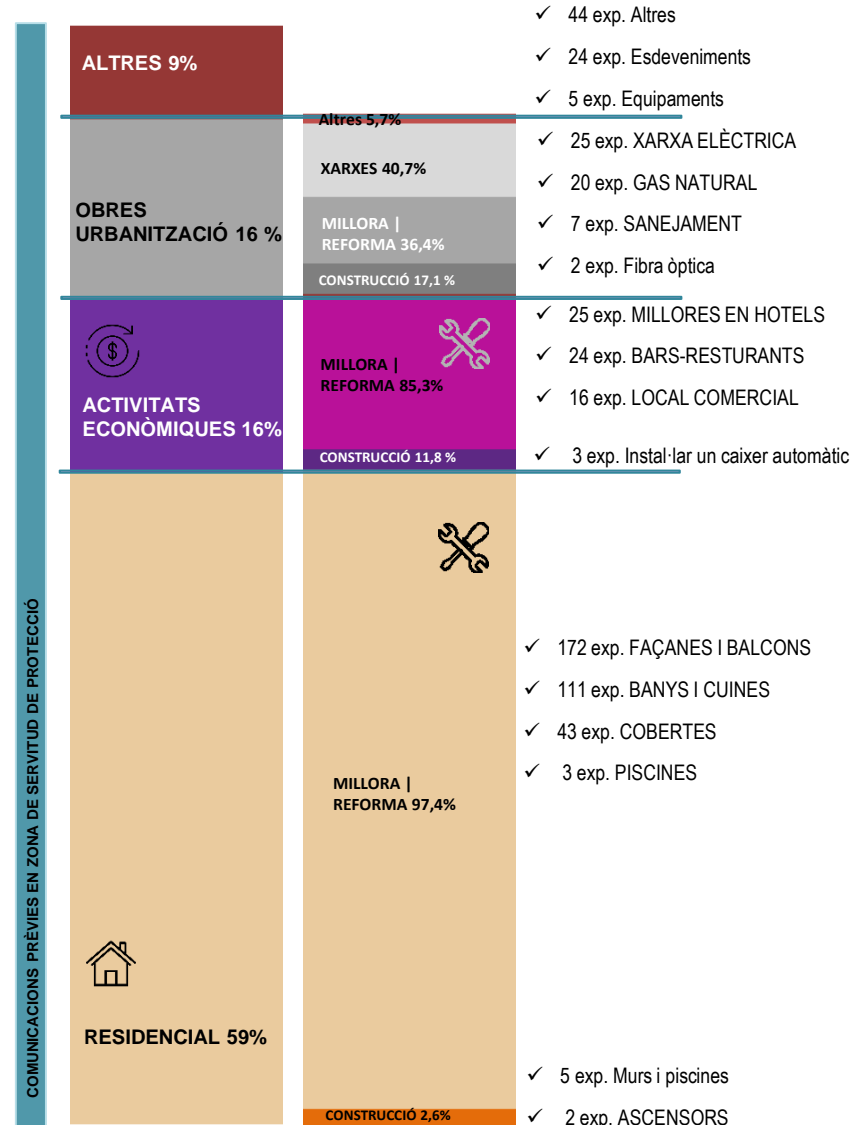 COMUNICACIONS PRÈVIES EN ZONA DE SERVITUD DE PROTECCIÓ
ALTRES 9%
✓ 44 exp. Altres
✓ 24 exp. Esdeveniments
✓ 5 exp. Equipaments
OBRES
URBANITZACIÓ 16 %
Altres 5,7%
XARXES 40,7%
MILLORA |
REFORMA 36,4%
CONSTRUCCIÓ 17,1 %
✓ 25 exp. XARXA ELÈCTRICA
✓ 20 exp. GAS NATURAL
✓ 7 exp. SANEJAMENT
✓ 2 exp. Fibra òptica
$
ACTIVITATS
ECONÒMIQUES 16%
MILLORA |
REFORMA 85,3%
CONSTRUCCIÓ 11,8 %
✓ 25 exp. MILLORES EN HOTELS
✓ 24 exp. BARS-RESTURANTS
✓ 16 exp. LOCAL COMERCIAL
✓ 3 exp. Instal·lar un caixer automàtic
RESIDENCIAL 59%
MILLORA |
REFORMA 97,4%
CONSTRUCCIÓ 2,6%
✓ 172 exp. FAÇANES I BALCONS
✓ 111 exp. BANYS I CUINES
✓ 43 exp. COBERTES
✓ 3 exp. PISCINES
✓ 5 exp. Murs i piscines
✓ 2 exp. ASCENSORS